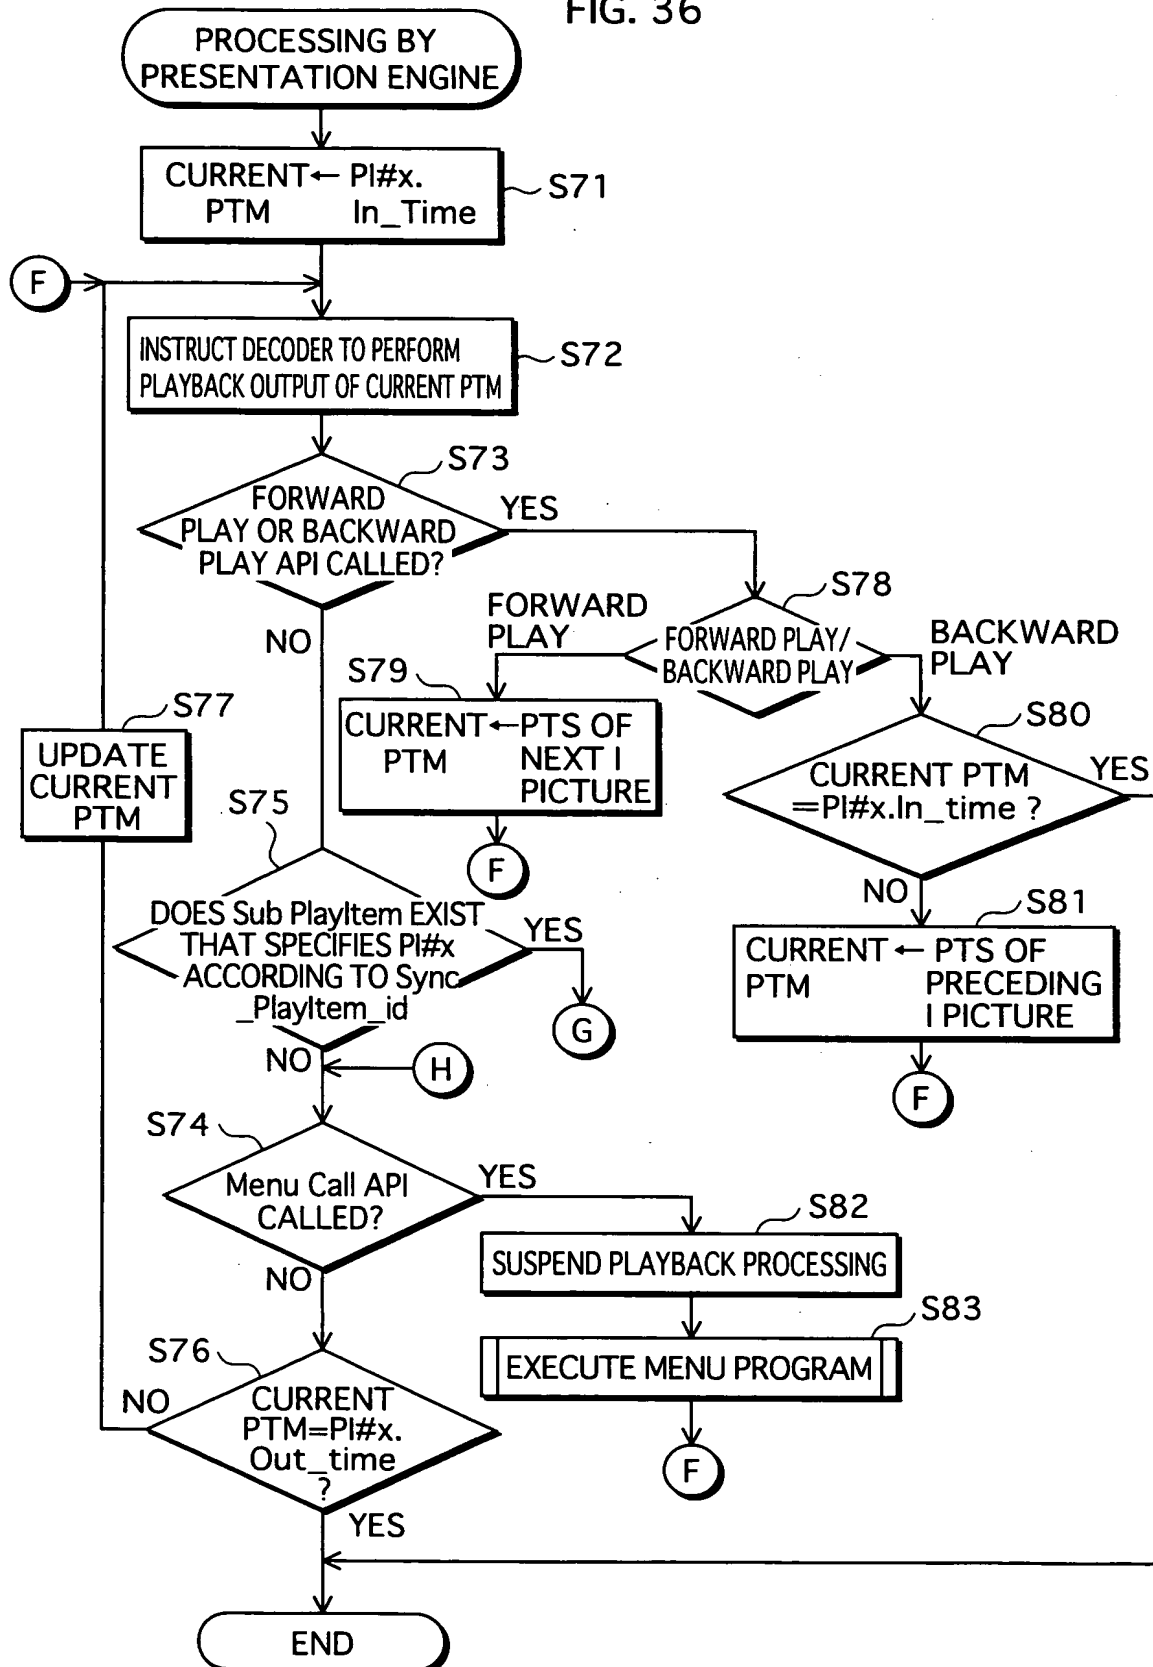 FIG. 36
PROCESSING BY
PRESENTATION ENGINE
CURRENT ← PI#x.
PTM In_Time
S71
F
INSTRUCT DECODER TO PERFORM
PLAYBACK OUTPUT OF CURRENT PTM
S72
S73
FORWARD
PLAY OR BACKWARD
PLAY API CALLED?
YES
NO
S78
FORWARD PLAY/
BACKWARD PLAY
FORWARD
PLAY
BACKWARD
PLAY
S79
CURRENT ← PTS OF
PTM NEXT I
PICTURE
F
S80
CURRENT PTM
=PI#x.In_time ?
YES
NO
S81
CURRENT ← PTS OF
PTM PRECEDING
I PICTURE
F
S77
UPDATE
CURRENT
PTM
S75
DOES Sub PlayItem EXIST
THAT SPECIFIES PI#x
ACCORDING TO Sync
_PlayItem_id
YES
G
NO
H
S74
Menu Call API
CALLED?
YES
NO
S82
SUSPEND PLAYBACK PROCESSING
S83
EXECUTE MENU PROGRAM
F
S76
CURRENT
PTM=PI#x.
Out_time
?
NO
YES
END